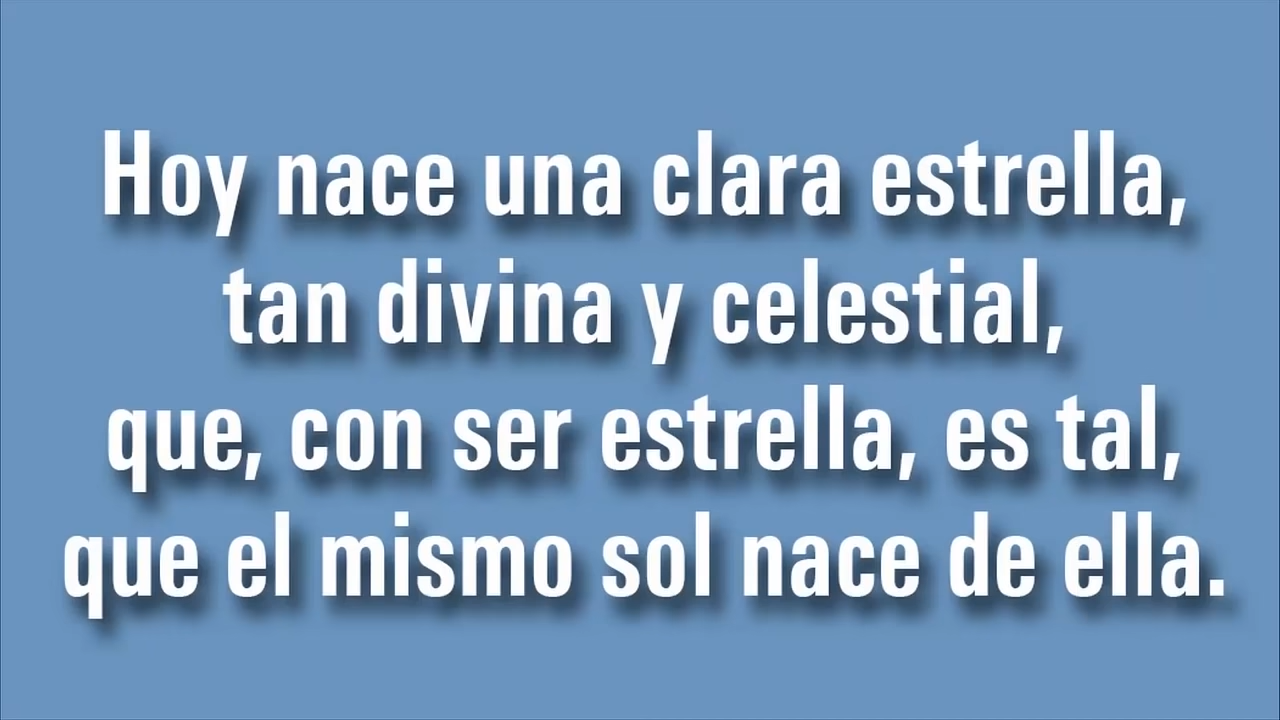 Hoy nace una clara estrella,
tan divina y celestial,
que, con ser estrella, es tal,
que el mismo sol nace de ella.